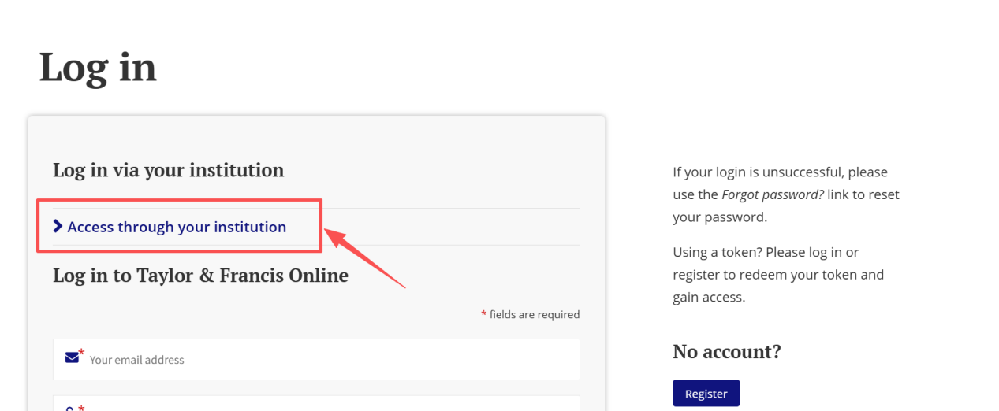 Log in
Log in via your institution
Access through your institution
Log in to Taylor & Francis Online
* fields are required
* Your email address
*
If your login is unsuccessful, please
use the Forgot password? link to reset
your password.
Using a token? Please log in or
register to redeem your token and
gain access.
No account?
Register